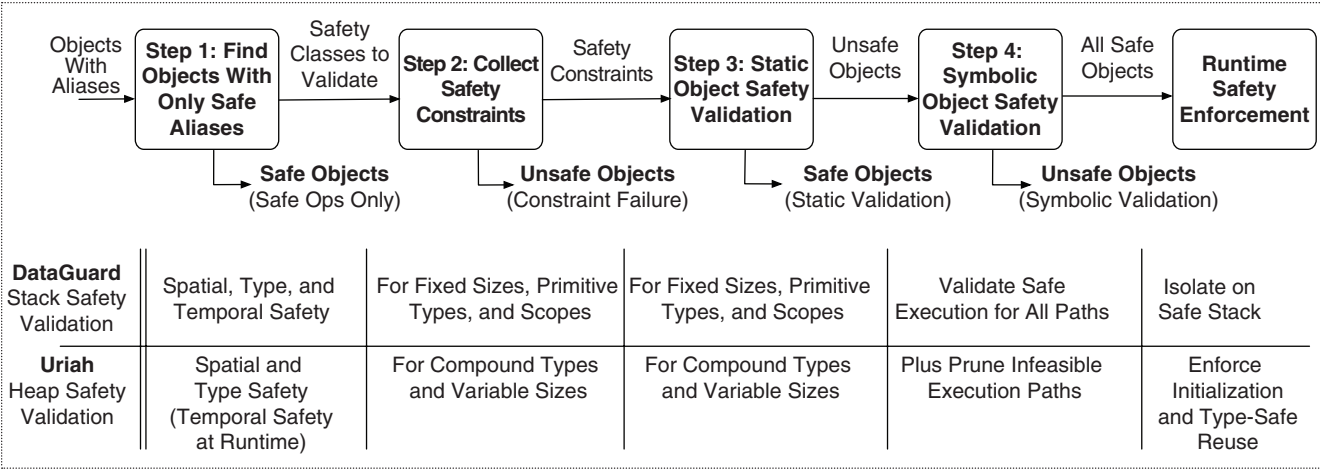 Objects
With
Aliases
Step 1: Find
Objects With
Only Safe
Aliases
Safety
Classes to
Validate
Step 2: Collect
Safety
Constraints
Safety
Constraints
Step 3: Static
Object Safety
Validation
Unsafe
Objects
Step 4:
Symbolic
Object Safety
Validation
All Safe
Objects
Runtime
Safety
Enforcement
Safe Objects
(Safe Ops Only)
Unsafe Objects
(Constraint Failure)
Safe Objects
(Static Validation)
Unsafe Objects
(Symbolic Validation)
DataGuard
Stack Safety
Validation
Spatial, Type, and
Temporal Safety
For Fixed Sizes, Primitive
Types, and Scopes
For Fixed Sizes, Primitive
Types, and Scopes
Validate Safe
Execution for All Paths
Isolate on
Safe Stack
Uriah
Heap Safety
Validation
Spatial and
Type Safety
(Temporal Safety
at Runtime)
For Compound Types
and Variable Sizes
For Compound Types
and Variable Sizes
Plus Prune Infeasible
Execution Paths
Enforce
Initialization
and Type-Safe
Reuse